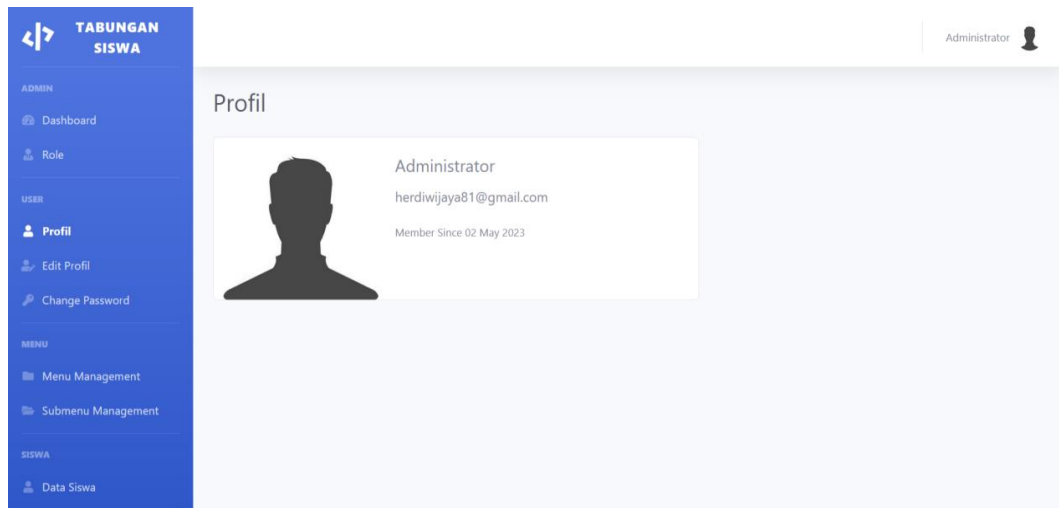 TABUNGAN
SISWA
Administrator
ADMIN
Dashboard
Role
USER
Profil
Edit Profil
Change Password
MENU
Menu Management
Submenu Management
SISWA
Data Siswa
Profil
Administrator
herdiwijaya81@gmail.com
Member Since 02 May 2023